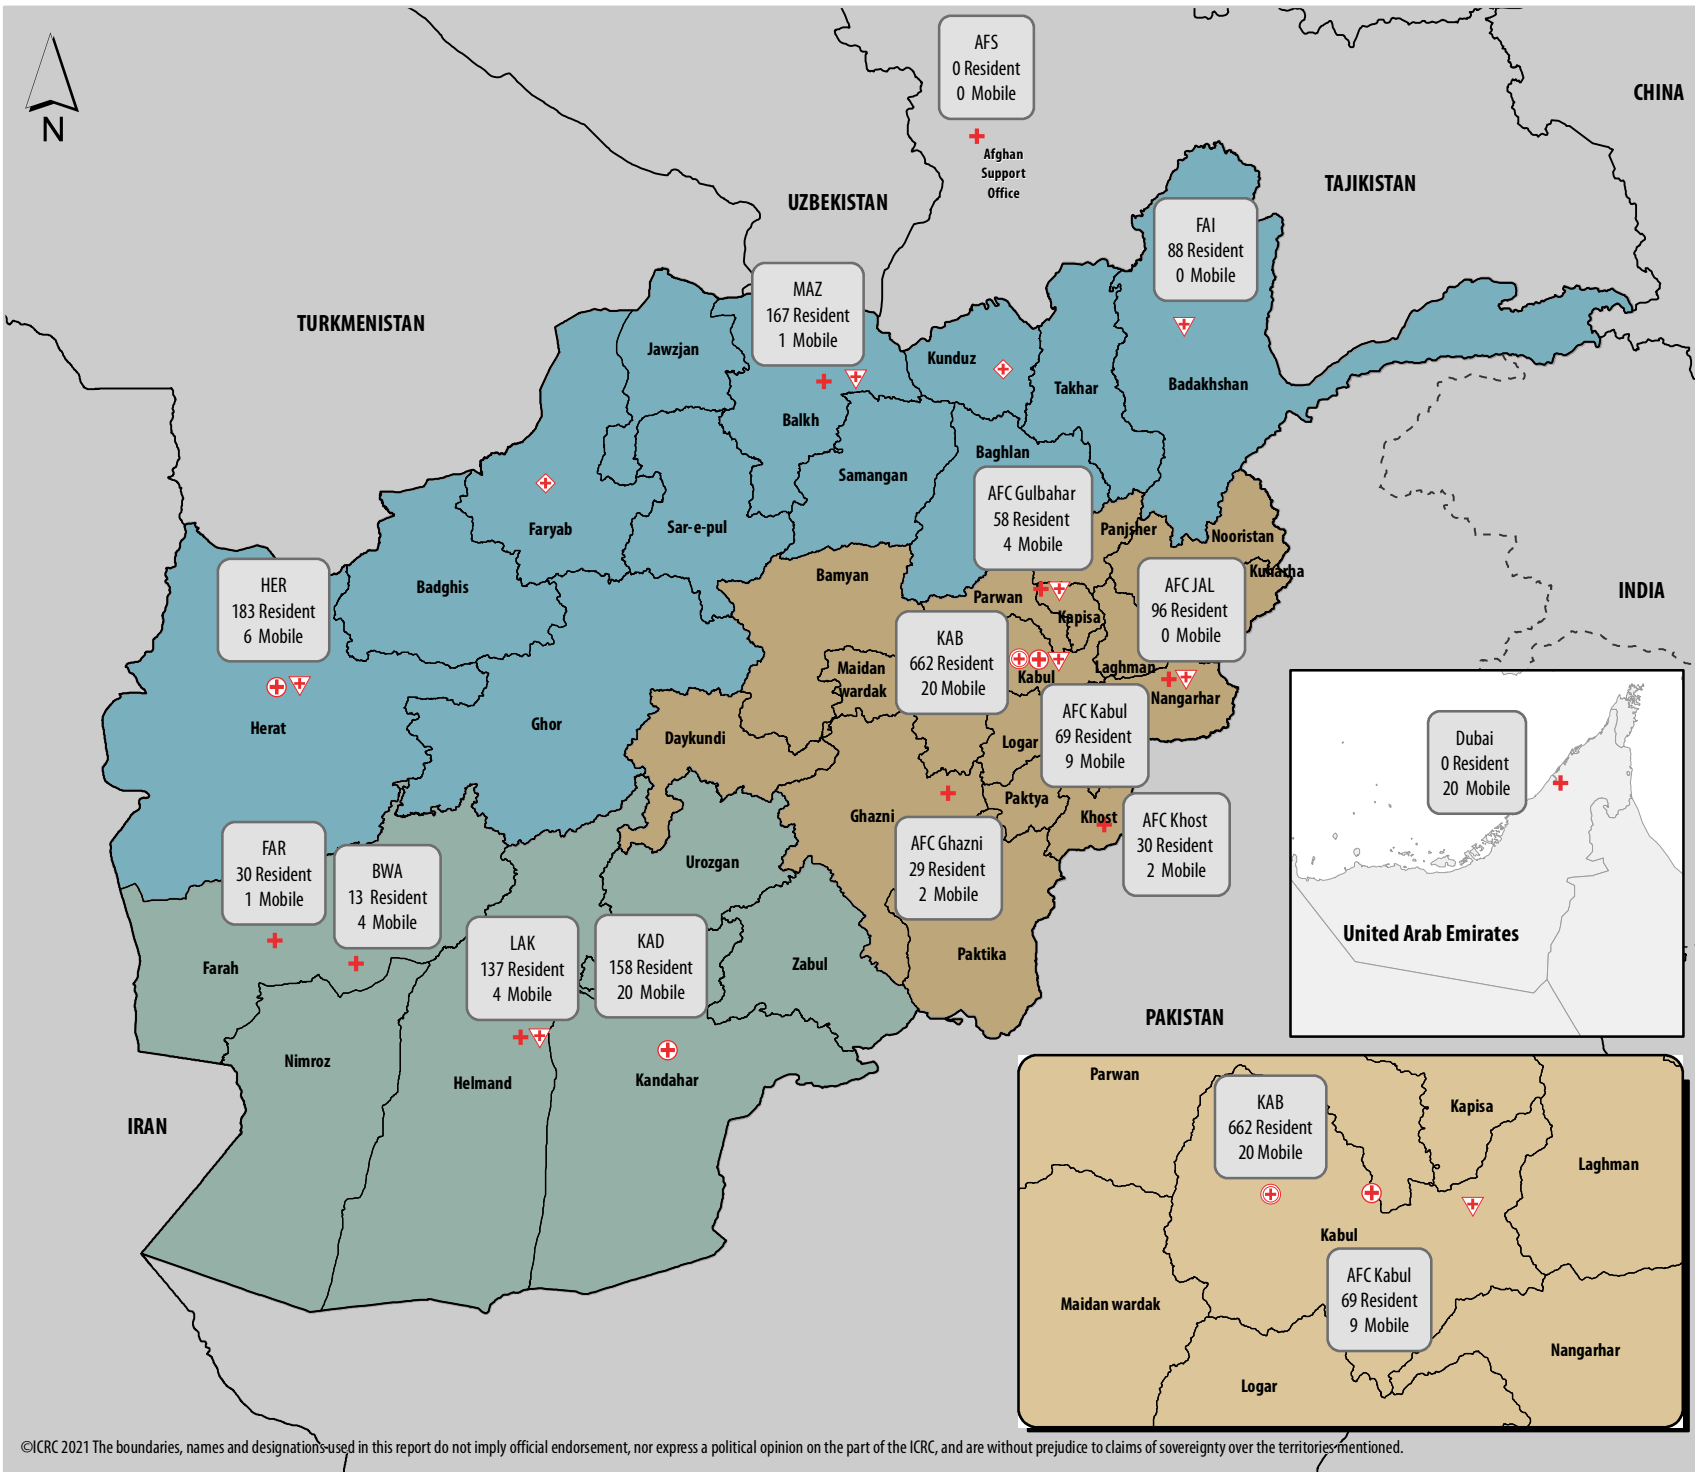 AFS
0 Resident
0 Mobile
Afghan
Support
Office
N
CHINA
TAJIKISTAN
UZBEKISTAN
TURKMENISTAN
FAI
88 Resident
0 Mobile
MAZ
167 Resident
1 Mobile
Jawzjan
Kunduz
Takhar
Badakhshan
Balkh
Baghlan
Samangan
Faryab
Sar-e-pul
AFC Gulbahar
58 Resident
4 Mobile
Panjsher
Nooristan
Kunarha
Badghis
Bamyan
HER
183 Resident
6 Mobile
AFC JAL
96 Resident
0 Mobile
INDIA
Parwan
Kapisa
KAB
662 Resident
20 Mobile
Kabul
Laghman
Nangarhar
Maidan
wardak
Herat
Ghor
Daykundi
Logar
AFC Kabul
69 Resident
9 Mobile
Dubai
0 Resident
20 Mobile
United Arab Emirates
Paktya
Ghazni
Khost
AFC Khost
30 Resident
2 Mobile
AFC Ghazni
29 Resident
2 Mobile
FAR
30 Resident
1 Mobile
BWA
13 Resident
4 Mobile
Urozgan
LAK
137 Resident
4 Mobile
KAD
158 Resident
20 Mobile
Farah
Zabul
Paktika
PAKISTAN
Nimroz
Helmand
Kandahar
IRAN
Parwan
KAB
662 Resident
20 Mobile
Kapisa
Laghman
Kabul
AFC Kabul
69 Resident
9 Mobile
Maidan wardak
Nangarhar
Logar
©ICRC 2021 The boundaries, names and designations used in this report do not imply official endorsement, nor express a political opinion on the part of the ICRC, and are without prejudice to claims of sovereignty over the territories mentioned.